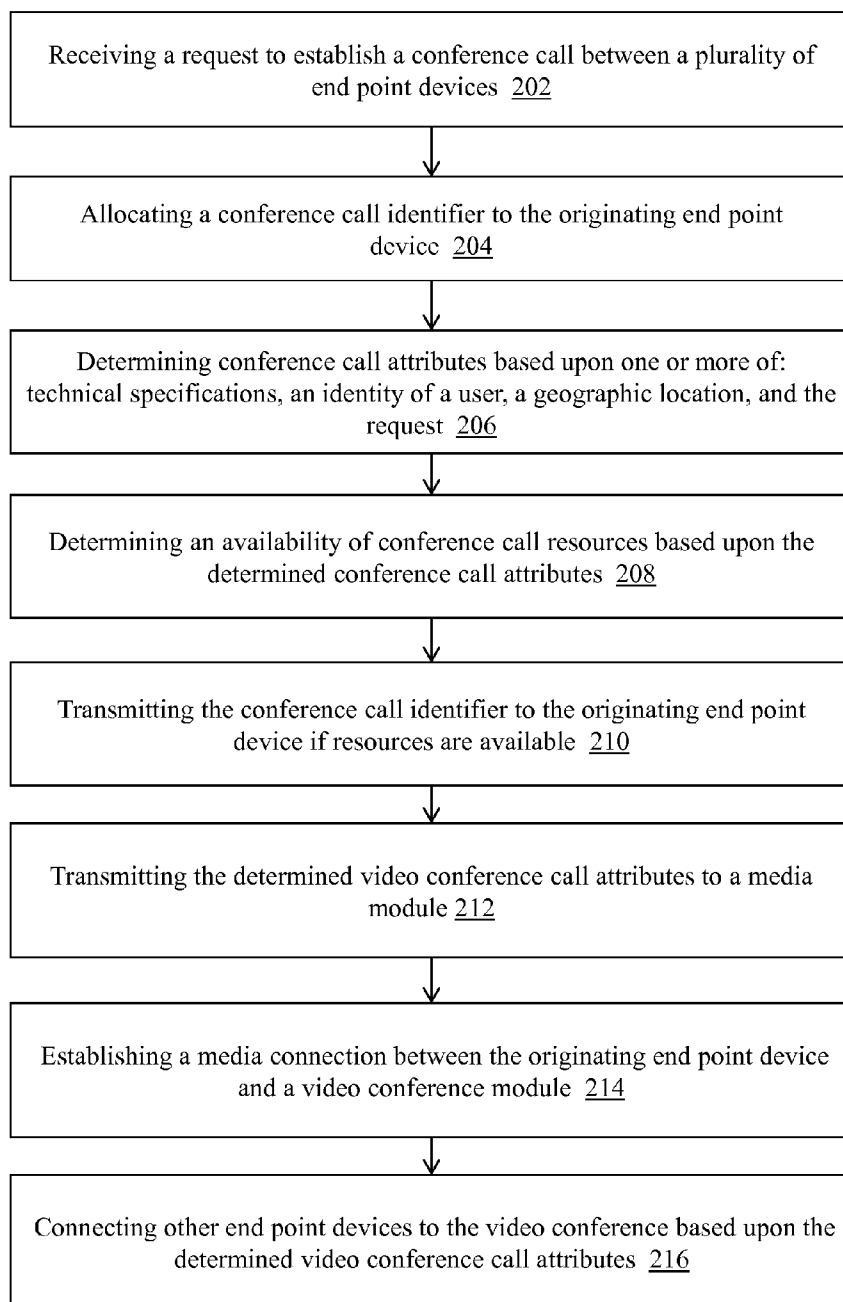 Receiving a request to establish a conference call between a plurality of
end point devices 202
Allocating a conference call identifier to the originating end point
device 204
Determining conference call attributes based upon one or more of:
technical specifications, an identity of a user, a geographic location, and the
request 206
Determining an availability of conference call resources based upon the
determined conference call attributes 208
Transmitting the conference call identifier to the originating end point
device if resources are available 210
Transmitting the determined video conference call attributes to a media
module 212
Establishing a media connection between the originating end point device
and a video conference module 214
Connecting other end point devices to the video conference based upon the
determined video conference call attributes 216